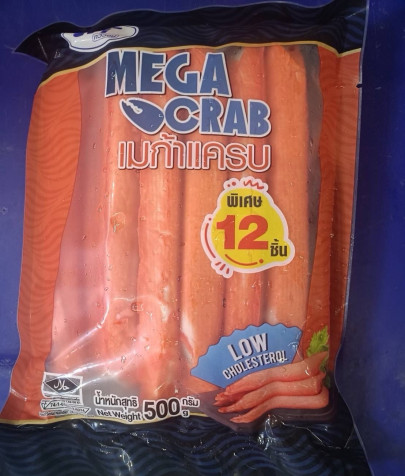 MEGA
CRAB
เมก้าแครบ
พิเศษ
12
ชิ้น
LOW
CHOLESTEROL
น้ำหนักสุทธิ
Net Weight
500
กรัม
g